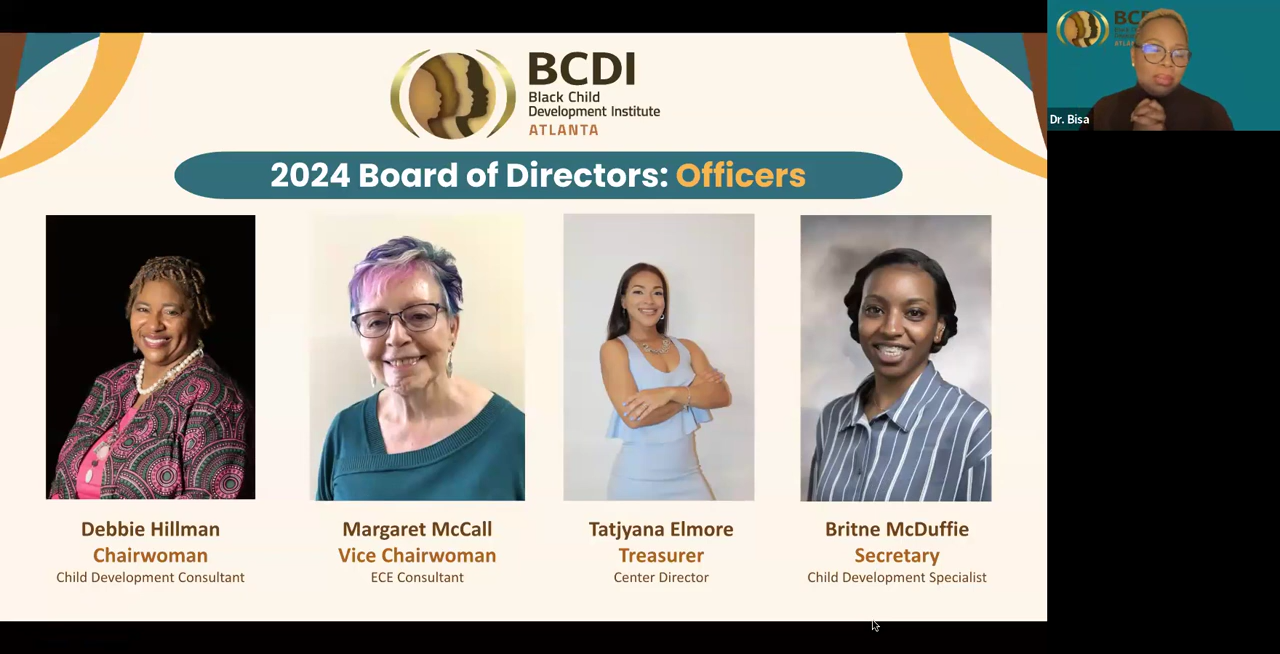 BCDI
Black Child
Development Institute
ATLANTA
2024 Board of Directors: Officers
Debbie Hillman
Chairwoman
Child Development Consultant
Margaret McCall
Vice Chairwoman
ECE Consultant
Tatjyana Elmore
Treasurer
Center Director
Britne McDuffie
Secretary
Child Development Specialist
Dr. Bisa